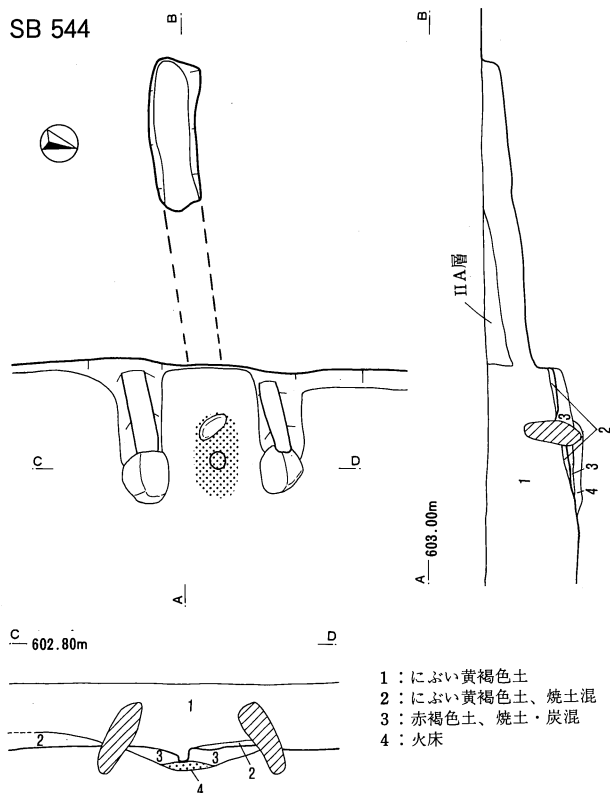 SB 544
B
B
ⅡA層
C
D
A
A
603.00m
1
2
3
3
4
C 602.80m
D
1
2
3
3
2
4
1：にぶい黄褐色土
2：にぶい黄褐色土、焼土混
3：赤褐色土、焼土・炭混
4：火床